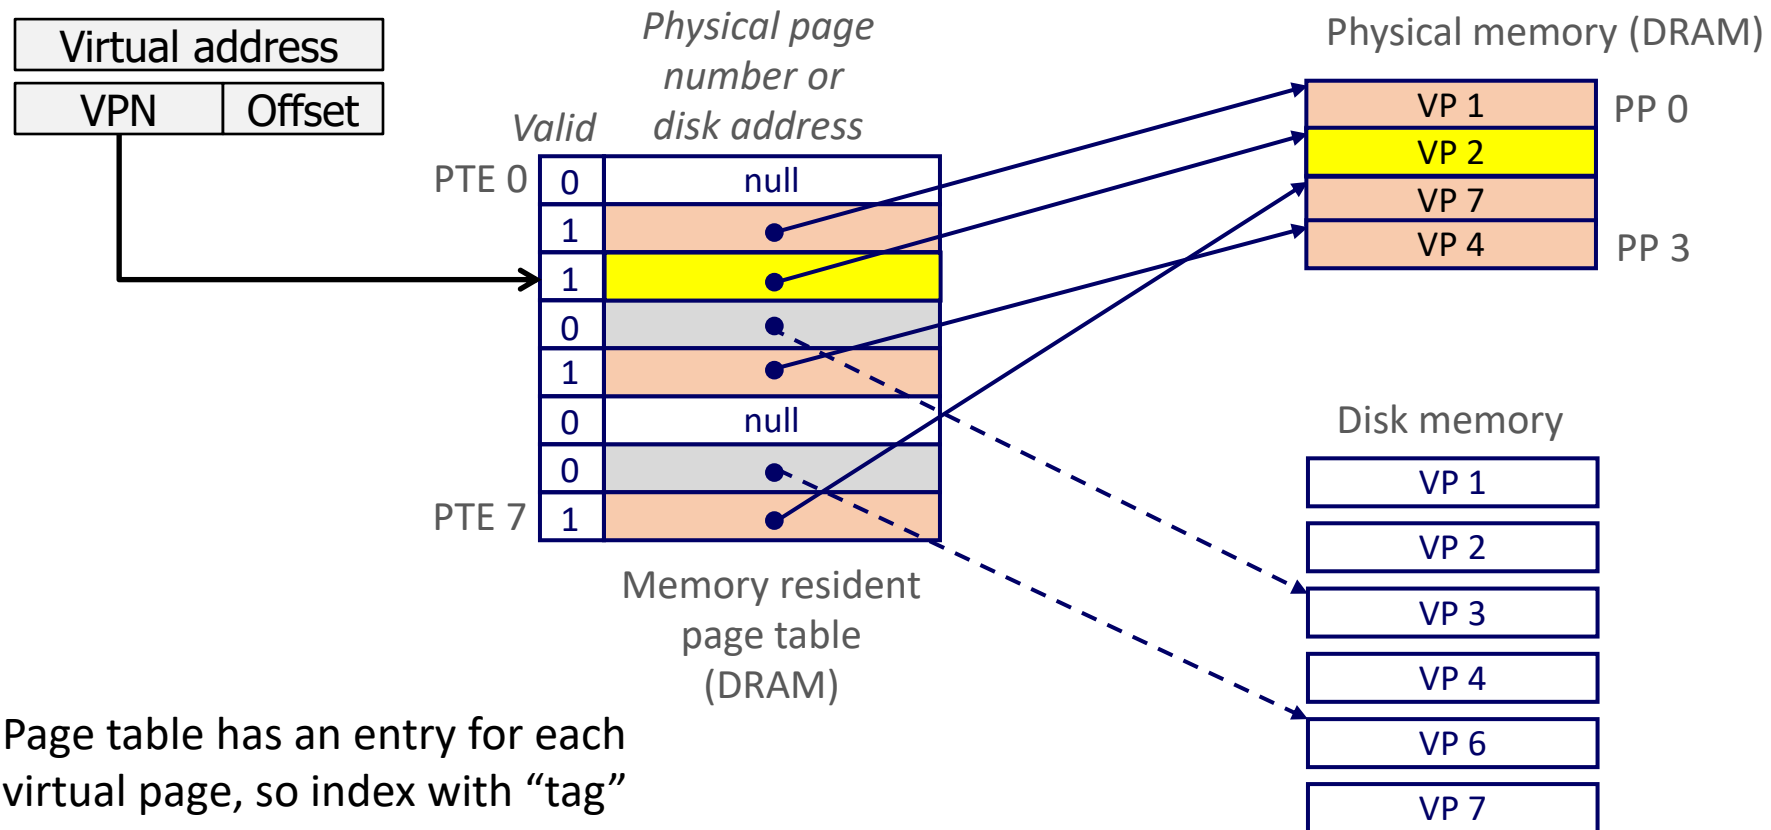 Virtual address
VPN
Offset
Physical page
number or
disk address
Valid
PTE 0
0
null
1
1
0
1
0
null
0
PTE 7
1
Memory resident
page table
(DRAM)
Physical memory (DRAM)
VP 1
PP 0
VP 2
VP 7
VP 4
PP 3
Disk memory
VP 1
VP 2
VP 3
VP 4
VP 6
VP 7
Page table has an entry for each
virtual page, so index with “tag”